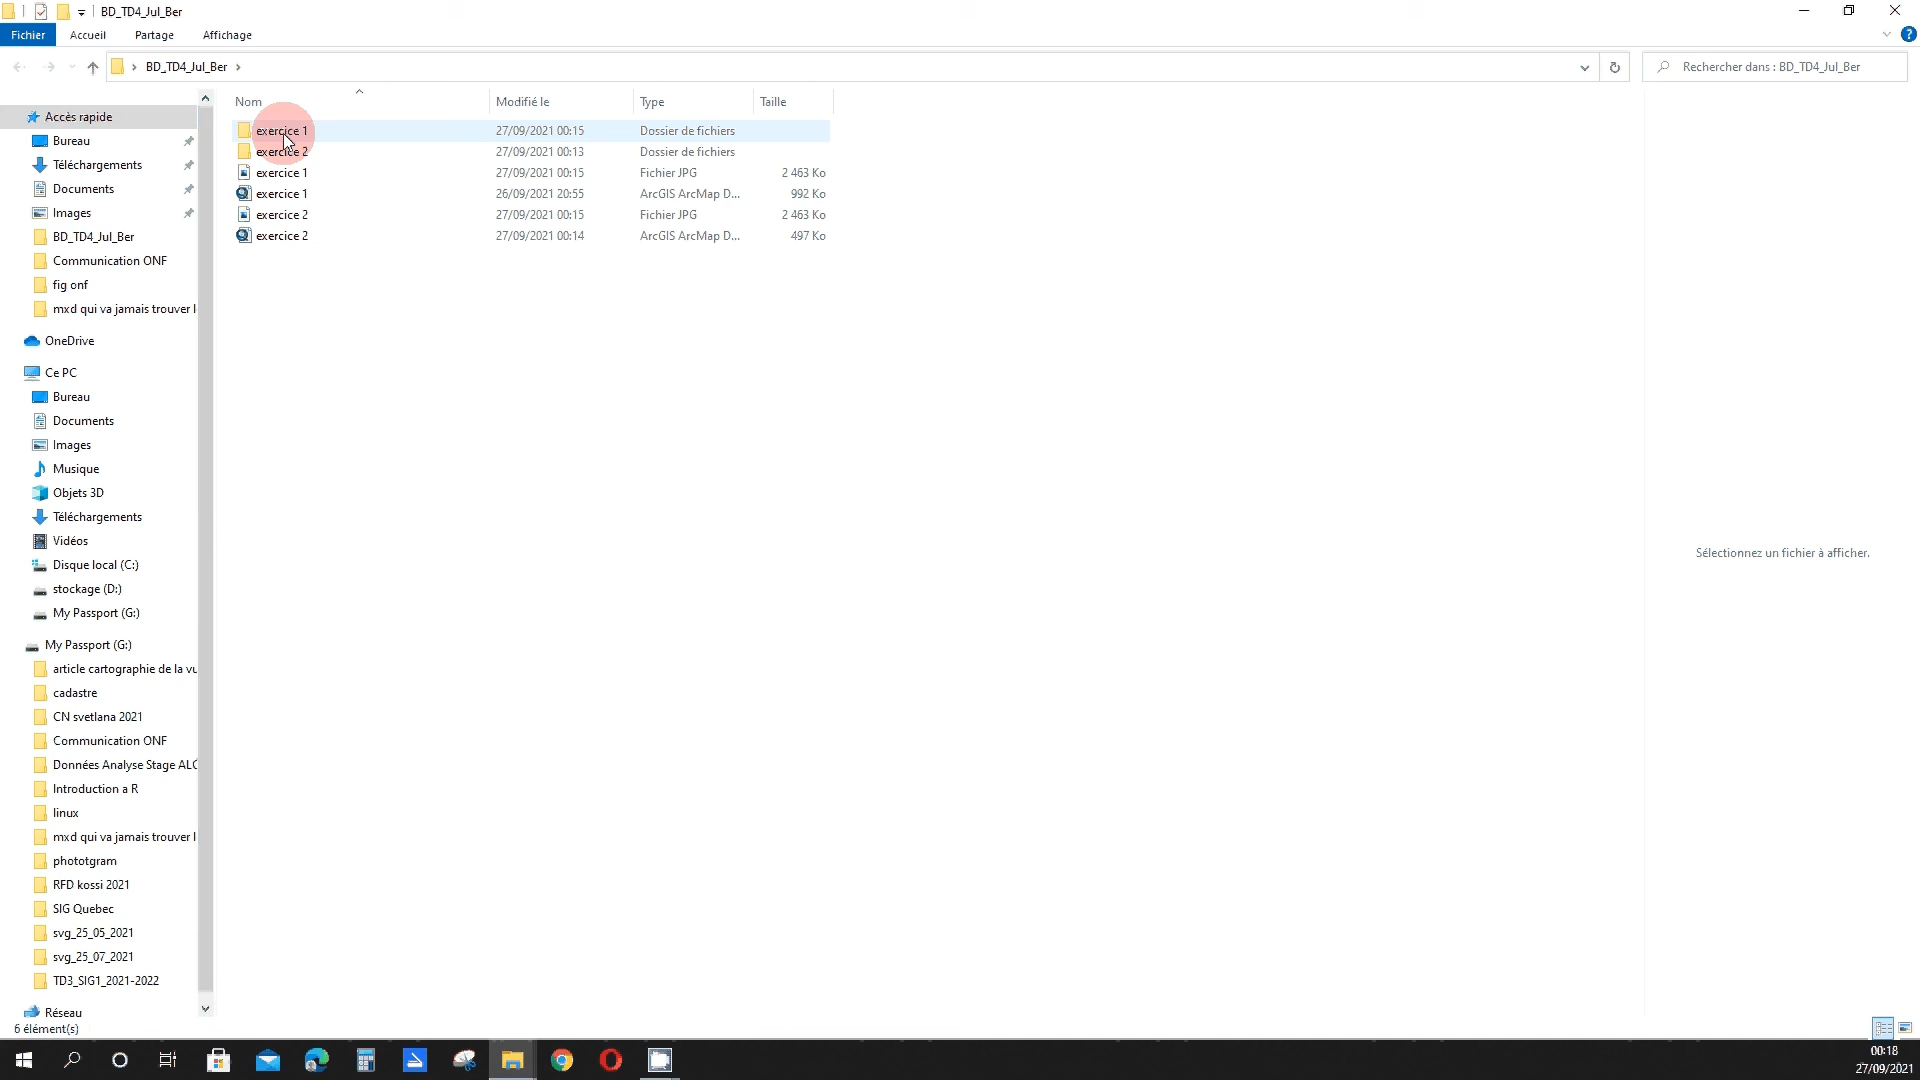 BD_TD4_Jul_Ber
Fichier Accueil Partage Affichage
BD_TD4_Jul_Ber Rechercher dans : BD_TD4_Jul_Ber
Nom Modifié le Type Taille
exercice 1 27/09/2021 00:15 Dossier de fichiers
exercice 2 27/09/2021 00:13 Dossier de fichiers
exercice 1 27/09/2021 00:15 Fichier JPG 2 463 Ko
exercice 1 26/09/2021 20:55 ArcGIS ArcMap D... 992 Ko
exercice 2 27/09/2021 00:15 Fichier JPG 2 463 Ko
exercice 2 27/09/2021 00:14 ArcGIS ArcMap D... 497 Ko
Accès rapide
Bureau
Téléchargements
Documents
Images
BD_TD4_Jul_Ber
Communication ONF
fig onf
mxd qui va jamais trouver l
OneDrive
Ce PC
Bureau
Documents
Images
Musique
Objets 3D
Téléchargements
Vidéos
Disque local (C:)
stockage (D:)
My Passport (G:)
My Passport (G:)
article cartographie de la vu
cadastre
CN svetlana 2021
Communication ONF
Données Analyse Stage ALC
Introduction a R
linux
mxd qui va jamais trouver l
phototgram
RFD kossi 2021
SIG Quebec
svg_25_05_2021
svg_25_07_2021
TD3_SIG1_2021-2022
Réseau
6 élément(s)
Sélectionnez un fichier à afficher.
00:18
27/09/2021